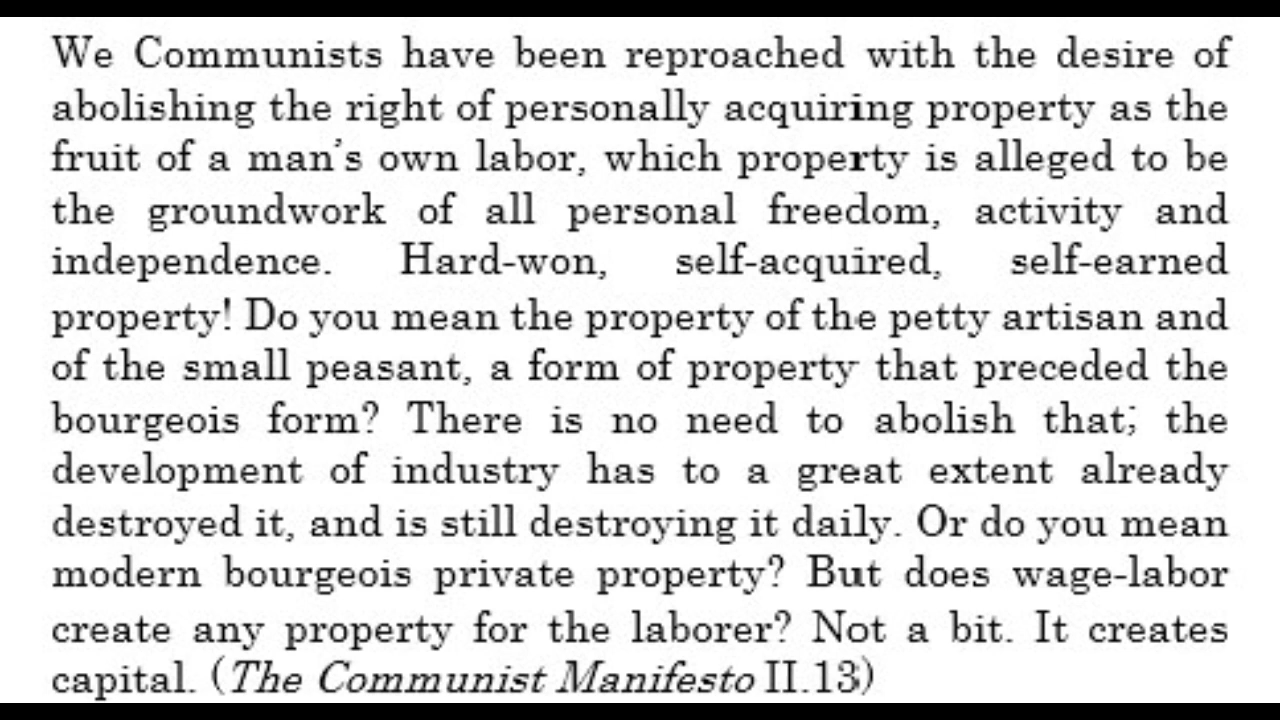 We Communists have been reproached with the desire of
abolishing the right of personally acquiring property as the
fruit of a man's own labor, which property is alleged to be
the groundwork of all personal freedom, activity and
independence. Hard-won, self-acquired, self-earned
property! Do you mean the property of the petty artisan and
of the small peasant, a form of property that preceded the
bourgeois form? There is no need to abolish that; the
development of industry has to a great extent already
destroyed it, and is still destroying it daily. Or do you mean
modern bourgeois private property? But does wage-labor
create any property for the laborer? Not a bit. It creates
capital. (The Communist Manifesto II.13)